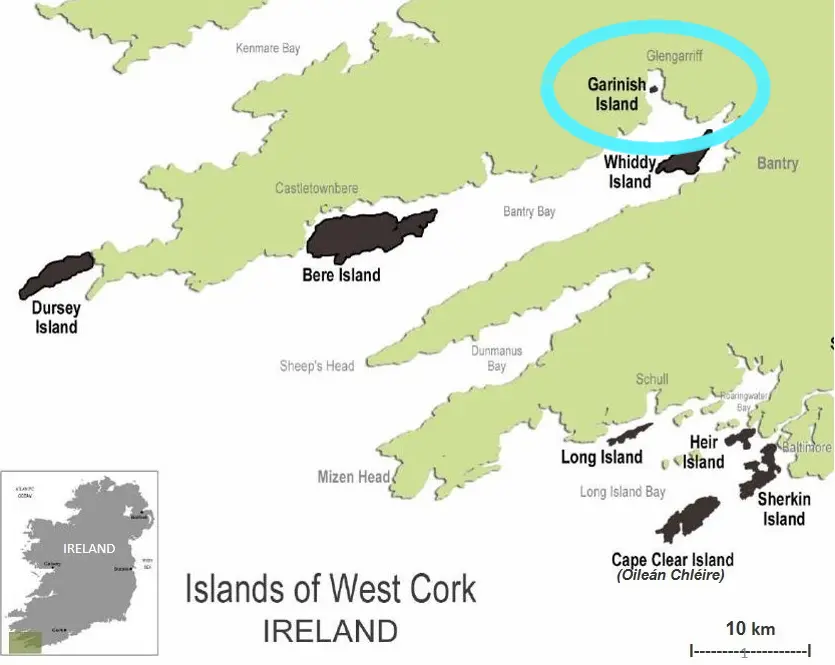 Kenmare Bay
Glengarriff
Garinish
Island
Whiddy
Island
Bantry
Castletownbere
Bantry Bay
Bere Island
Dursey
Island
Sheep's Head
Dunmanus
Bay
Schull
Roaringwater
Bay
Long Island
Heir
Island
Baltimore
Mizen Head
Long Island Bay
Sherkin
Island
Cape Clear Island
(Oileán Chléire)
IRELAND
Islands of West Cork
IRELAND
10 km
1